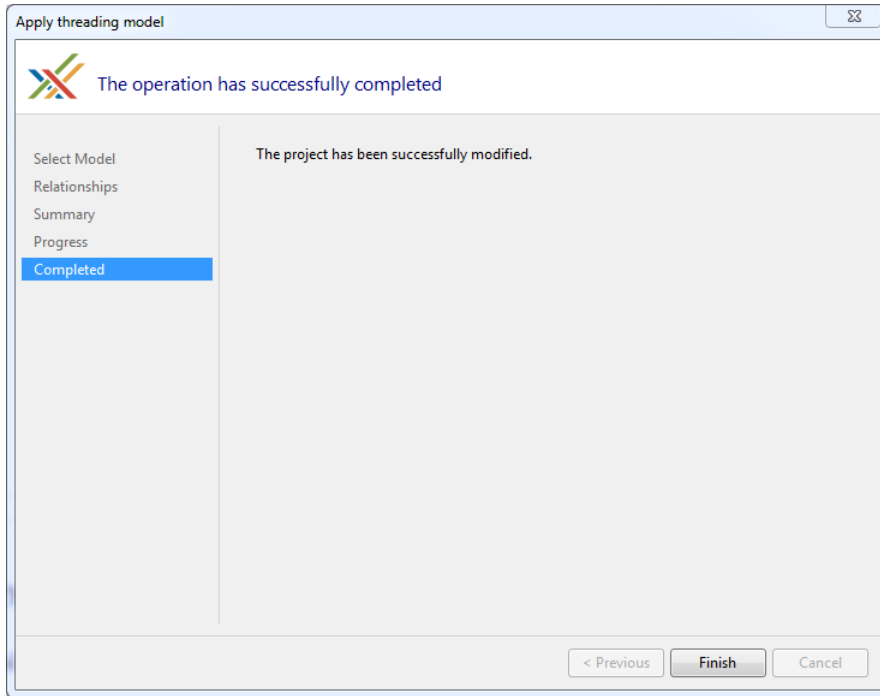 Apply threading model
The operation has successfully completed
Select Model
Relationships
Summary
Progress
Completed
The project has been successfully modified.
< Previous
Finish
Cancel